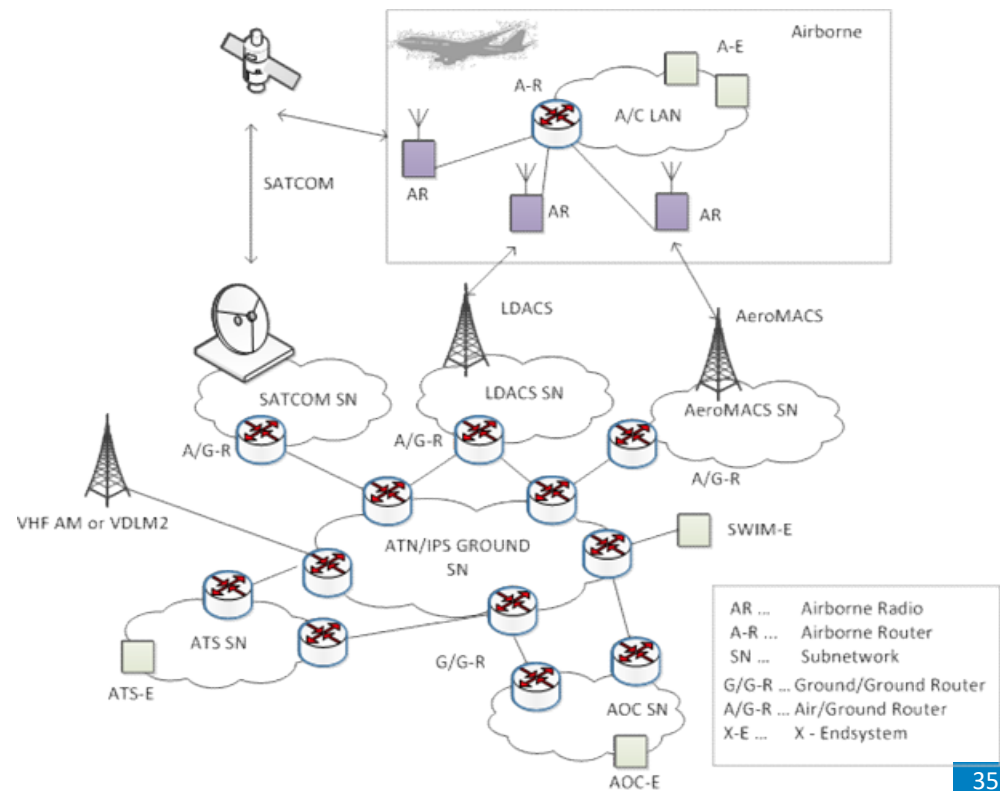 Airborne
A-E
A-R
A/C LAN
SATCOM
AR
AR
AR
LDACS
AeroMACS
SATCOM SN
LDACS SN
AeroMACS SN
A/G-R
A/G-R
A/G-R
VHF AM or VDLM2
ATN/IPS GROUND
SN
SWIM-E
ATS SN
G/G-R
ATS-E
AOC SN
AOC-E
AR ... Airborne Radio
A-R ... Airborne Router
SN ... Subnetwork
G/G-R ... Ground/Ground Router
A/G-R ... Air/Ground Router
X-E ... X - Endsystem
35